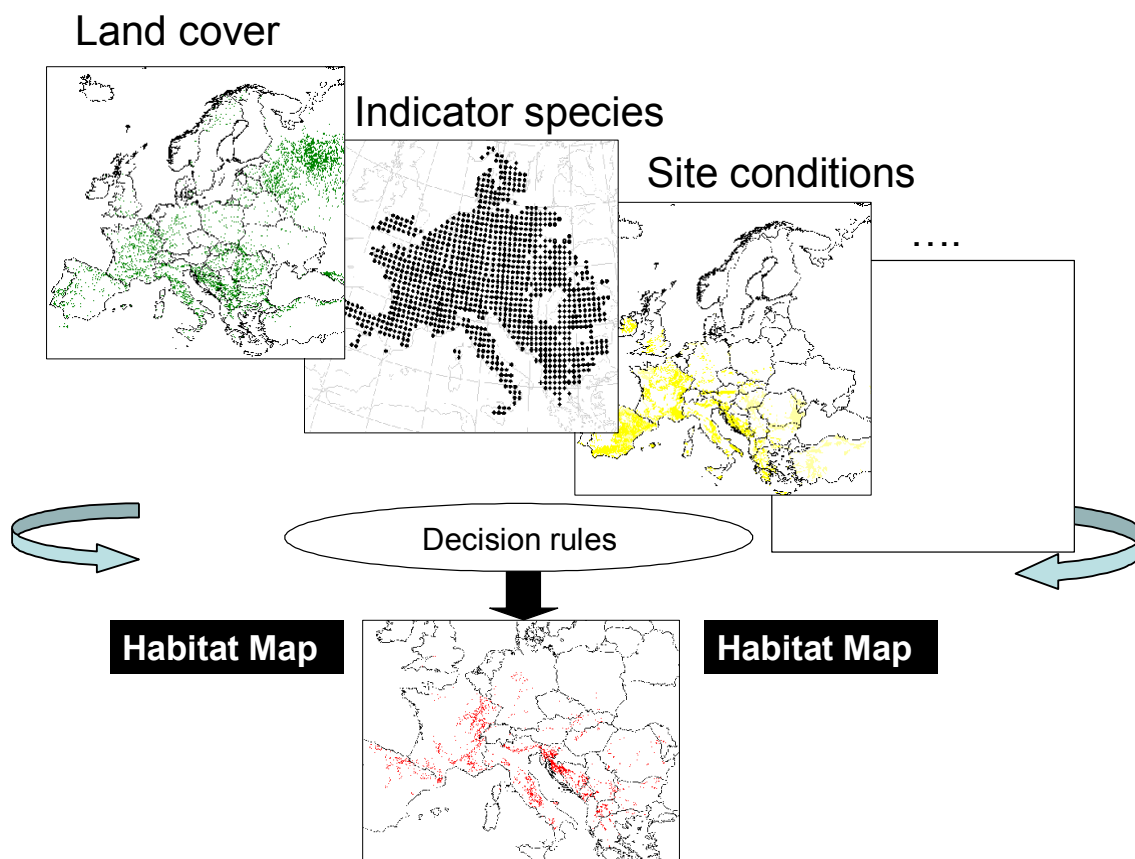 Land cover
Indicator species
Site conditions
....
Decision rules
Habitat Map
Habitat Map